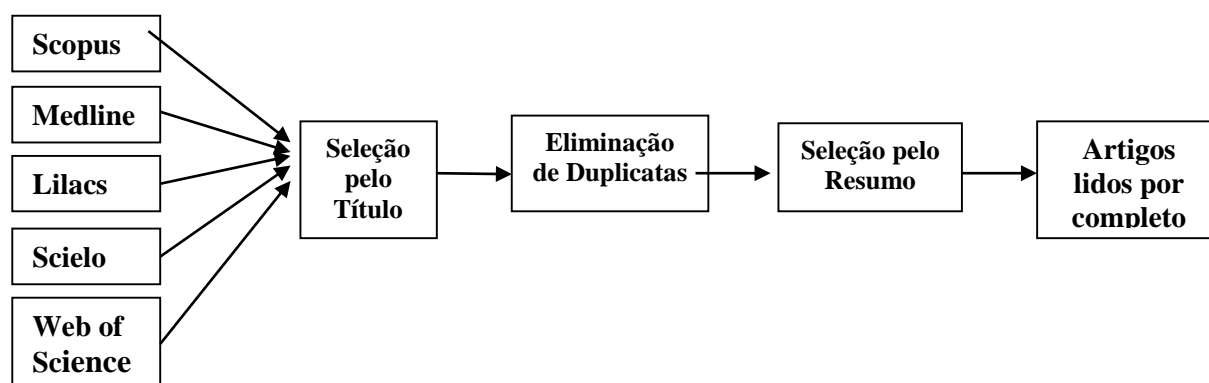 Scopus
Medline
Lilacs
Scielo
Web of
Science
Seleção
pelo
Título
Eliminação
de Duplicatas
Seleção pelo
Resumo
Artigos
lidos por
completo